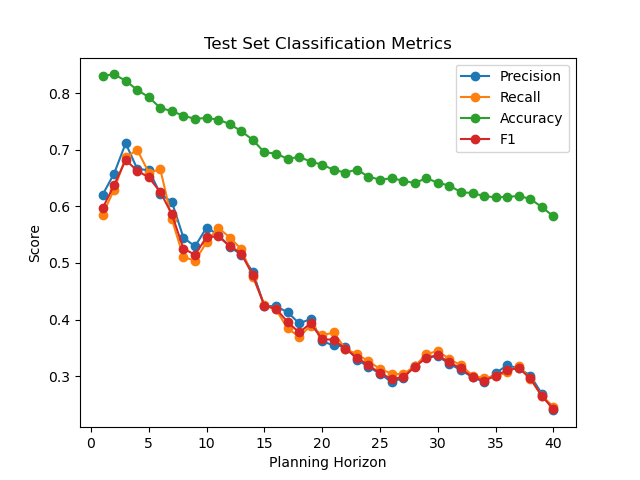 Test Set Classification Metrics
Precision
Recall
Accuracy
F1
Score
0.8
0.7
0.6
0.5
0.4
0.3
0 5 10 15 20 25 30 35 40
Planning Horizon